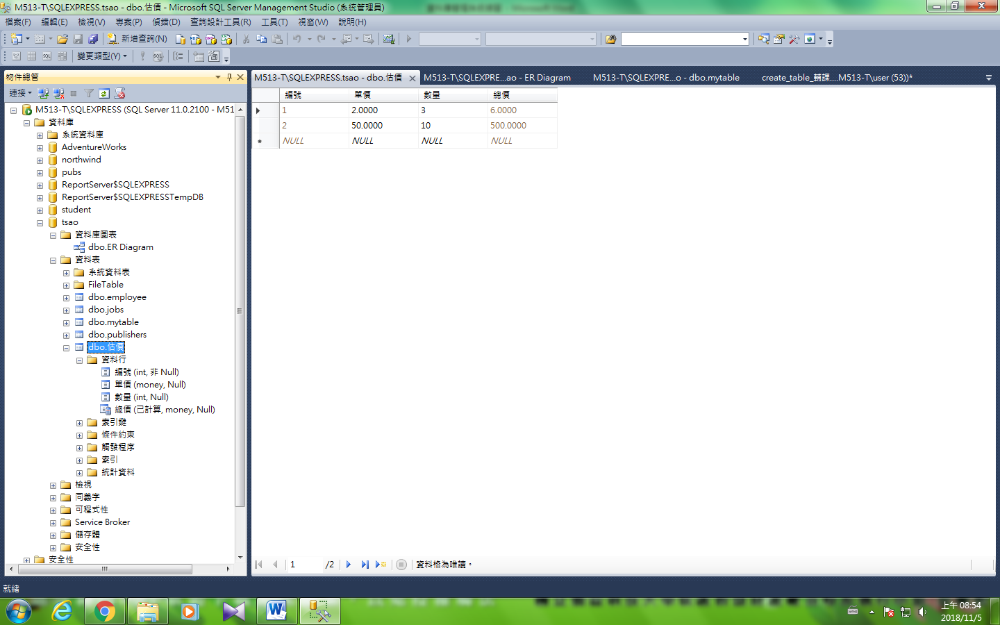 M513-T\SQLEXPRESS.tsao - dbo.估價 - Microsoft SQL Server Management Studio (系統管理員)
檔案(F) 編輯(E) 檢視(V) 專案(P) 偵錯(D) 查詢設計工具(R) 工具(T) 視窗(W) 說明(H)
新增查詢(N)
變更類型(Y)
物件總管
連接
M513-T\SQLEXPRESS (SQL Server 11.0.2100 - M51
資料庫
系統資料庫
AdventureWorks
northwind
pubs
ReportServer$SQLEXPRESS
ReportServer$SQLEXPRESSTempDB
student
tsao
資料庫圖表
dbo.ER Diagram
資料表
系統資料表
FileTable
dbo.employee
dbo.jobs
dbo.mytable
dbo.publishers
dbo.估價
資料行
編號 (int, 非 Null)
單價 (money, Null)
數量 (int, Null)
總價 (已計算, money, Null)
索引鍵
條件約束
觸發程序
索引
統計資料
檢視
同義字
可程式性
Service Broker
儲存體
安全性
安全性
M513-T\SQLEXPRESS.tsao - dbo.估價 M513-T\SQLEXPRE...ao - ER Diagram M513-T\SQLEXPRE...o - dbo.mytable create_table_輔課....M513-T\user (53))*
編號 單價 數量 總價
1 2.0000 3 6.0000
2 50.0000 10 500.0000
NULL NULL NULL NULL
1 /2 資料格為唯讀。
就緒
上午 08:54
2018/11/5